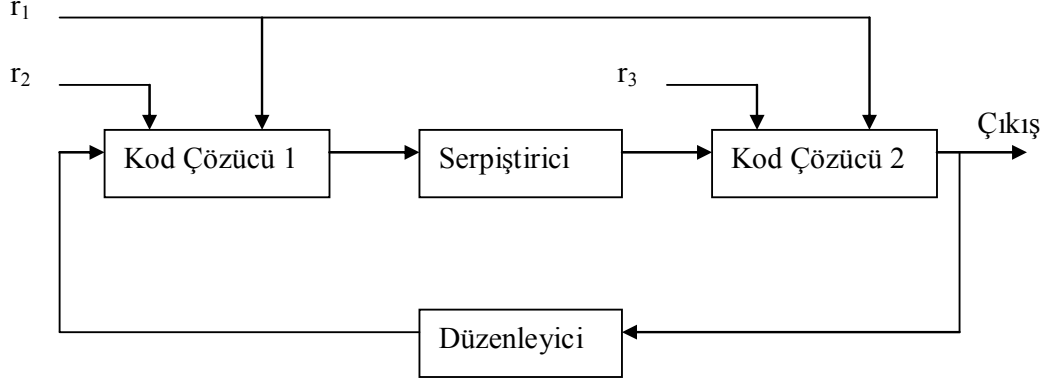 r₁
r₂
r₃
Çıkış
Kod Çözücü 1
Serpiştirici
Kod Çözücü 2
Düzenleyici